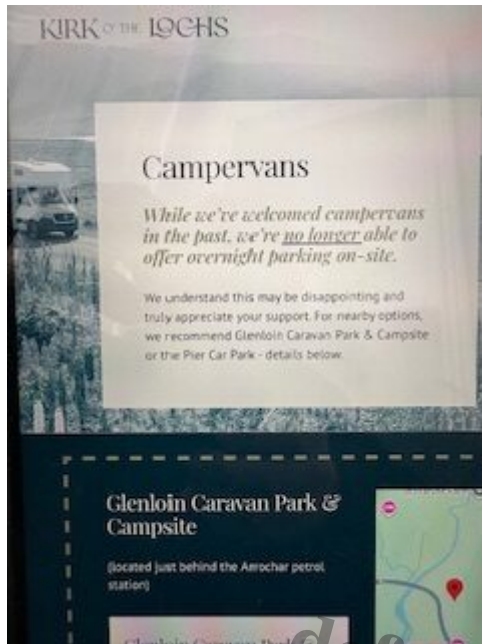 KIRK O' THE LOCHS
Campervans
While we've welcomed campervans
in the past, we're no longer able to
offer overnight parking on-site.
We understand this may be disappointing and
truly appreciate your support. For nearby options,
we recommend Glenloin Caravan Park & Campsite
or the Pier Car Park - details below.
Glenloin Caravan Park &
Campsite
(located just behind the Arrochar petrol
station)
Glenloin Caravan Park